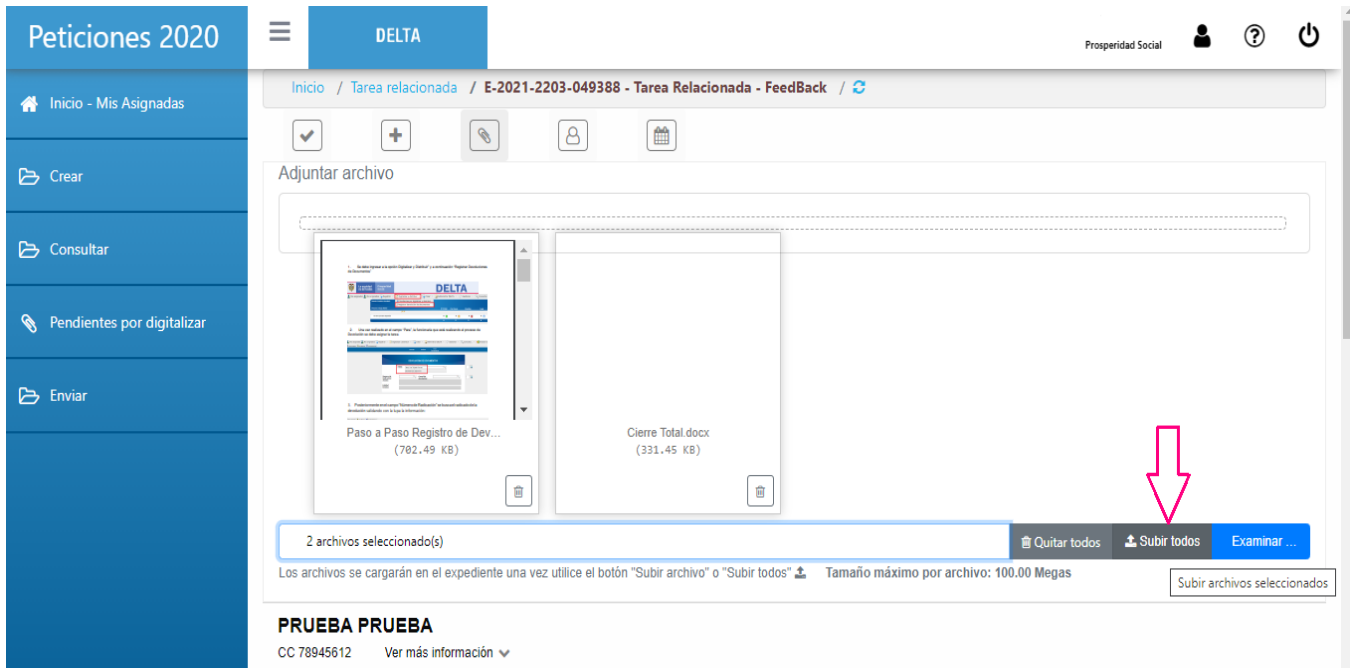 Peticiones 2020
DELTA
Prosperidad Social
Inicio / Tarea relacionada / E-2021-2203-049388 - Tarea Relacionada - FeedBack /
Inicio - Mis Asignadas
Crear
Consultar
Pendientes por digitalizar
Enviar
Adjuntar archivo
DELTA
Paso a Paso Registro de Dev...
(702.49 KB)
Cierre Total.docx
(331.45 KB)
2 archivos seleccionado(s)
Quitar todos
Subir todos
Examinar ...
Los archivos se cargarán en el expediente una vez utilice el botón "Subir archivo" o "Subir todos"
Tamaño máximo por archivo: 100.00 Megas
Subir archivos seleccionados
PRUEBA PRUEBA
CC 78945612
Ver más información